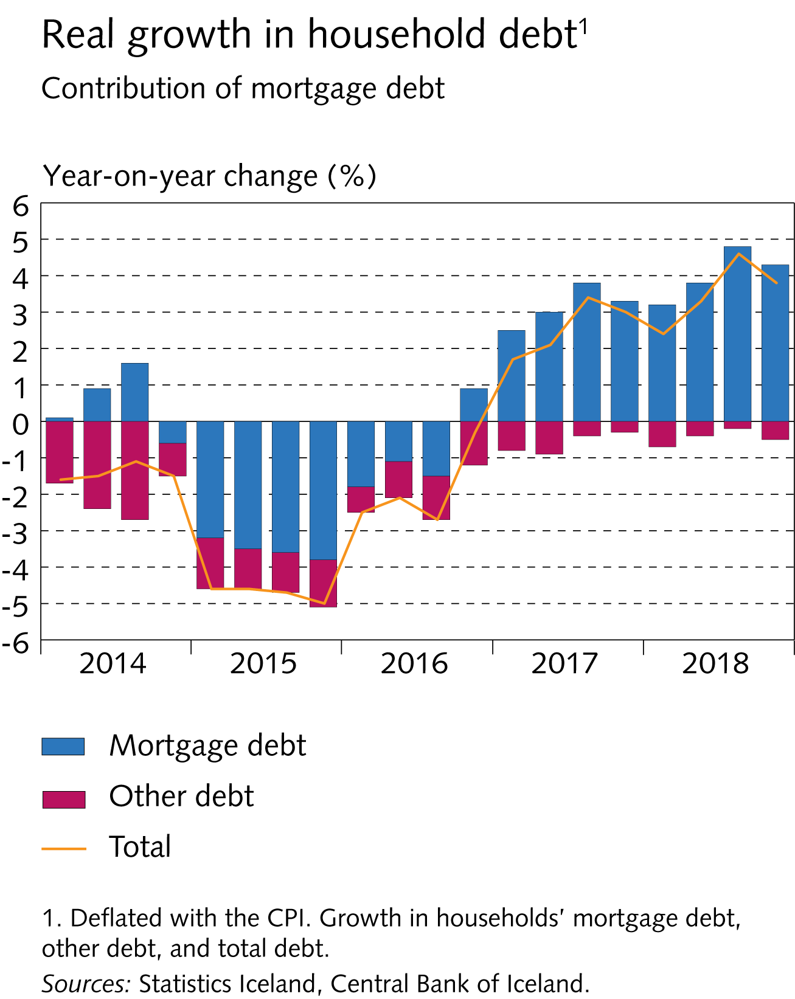 Real growth in household debt¹
Contribution of mortgage debt
Year-on-year change (%)
6
5
4
3
2
1
0
-1
-2
-3
-4
-5
-6
2014 2015 2016 2017 2018
Mortgage debt
Other debt
Total
1. Deflated with the CPI. Growth in households’ mortgage debt,
other debt, and total debt.
Sources: Statistics Iceland, Central Bank of Iceland.